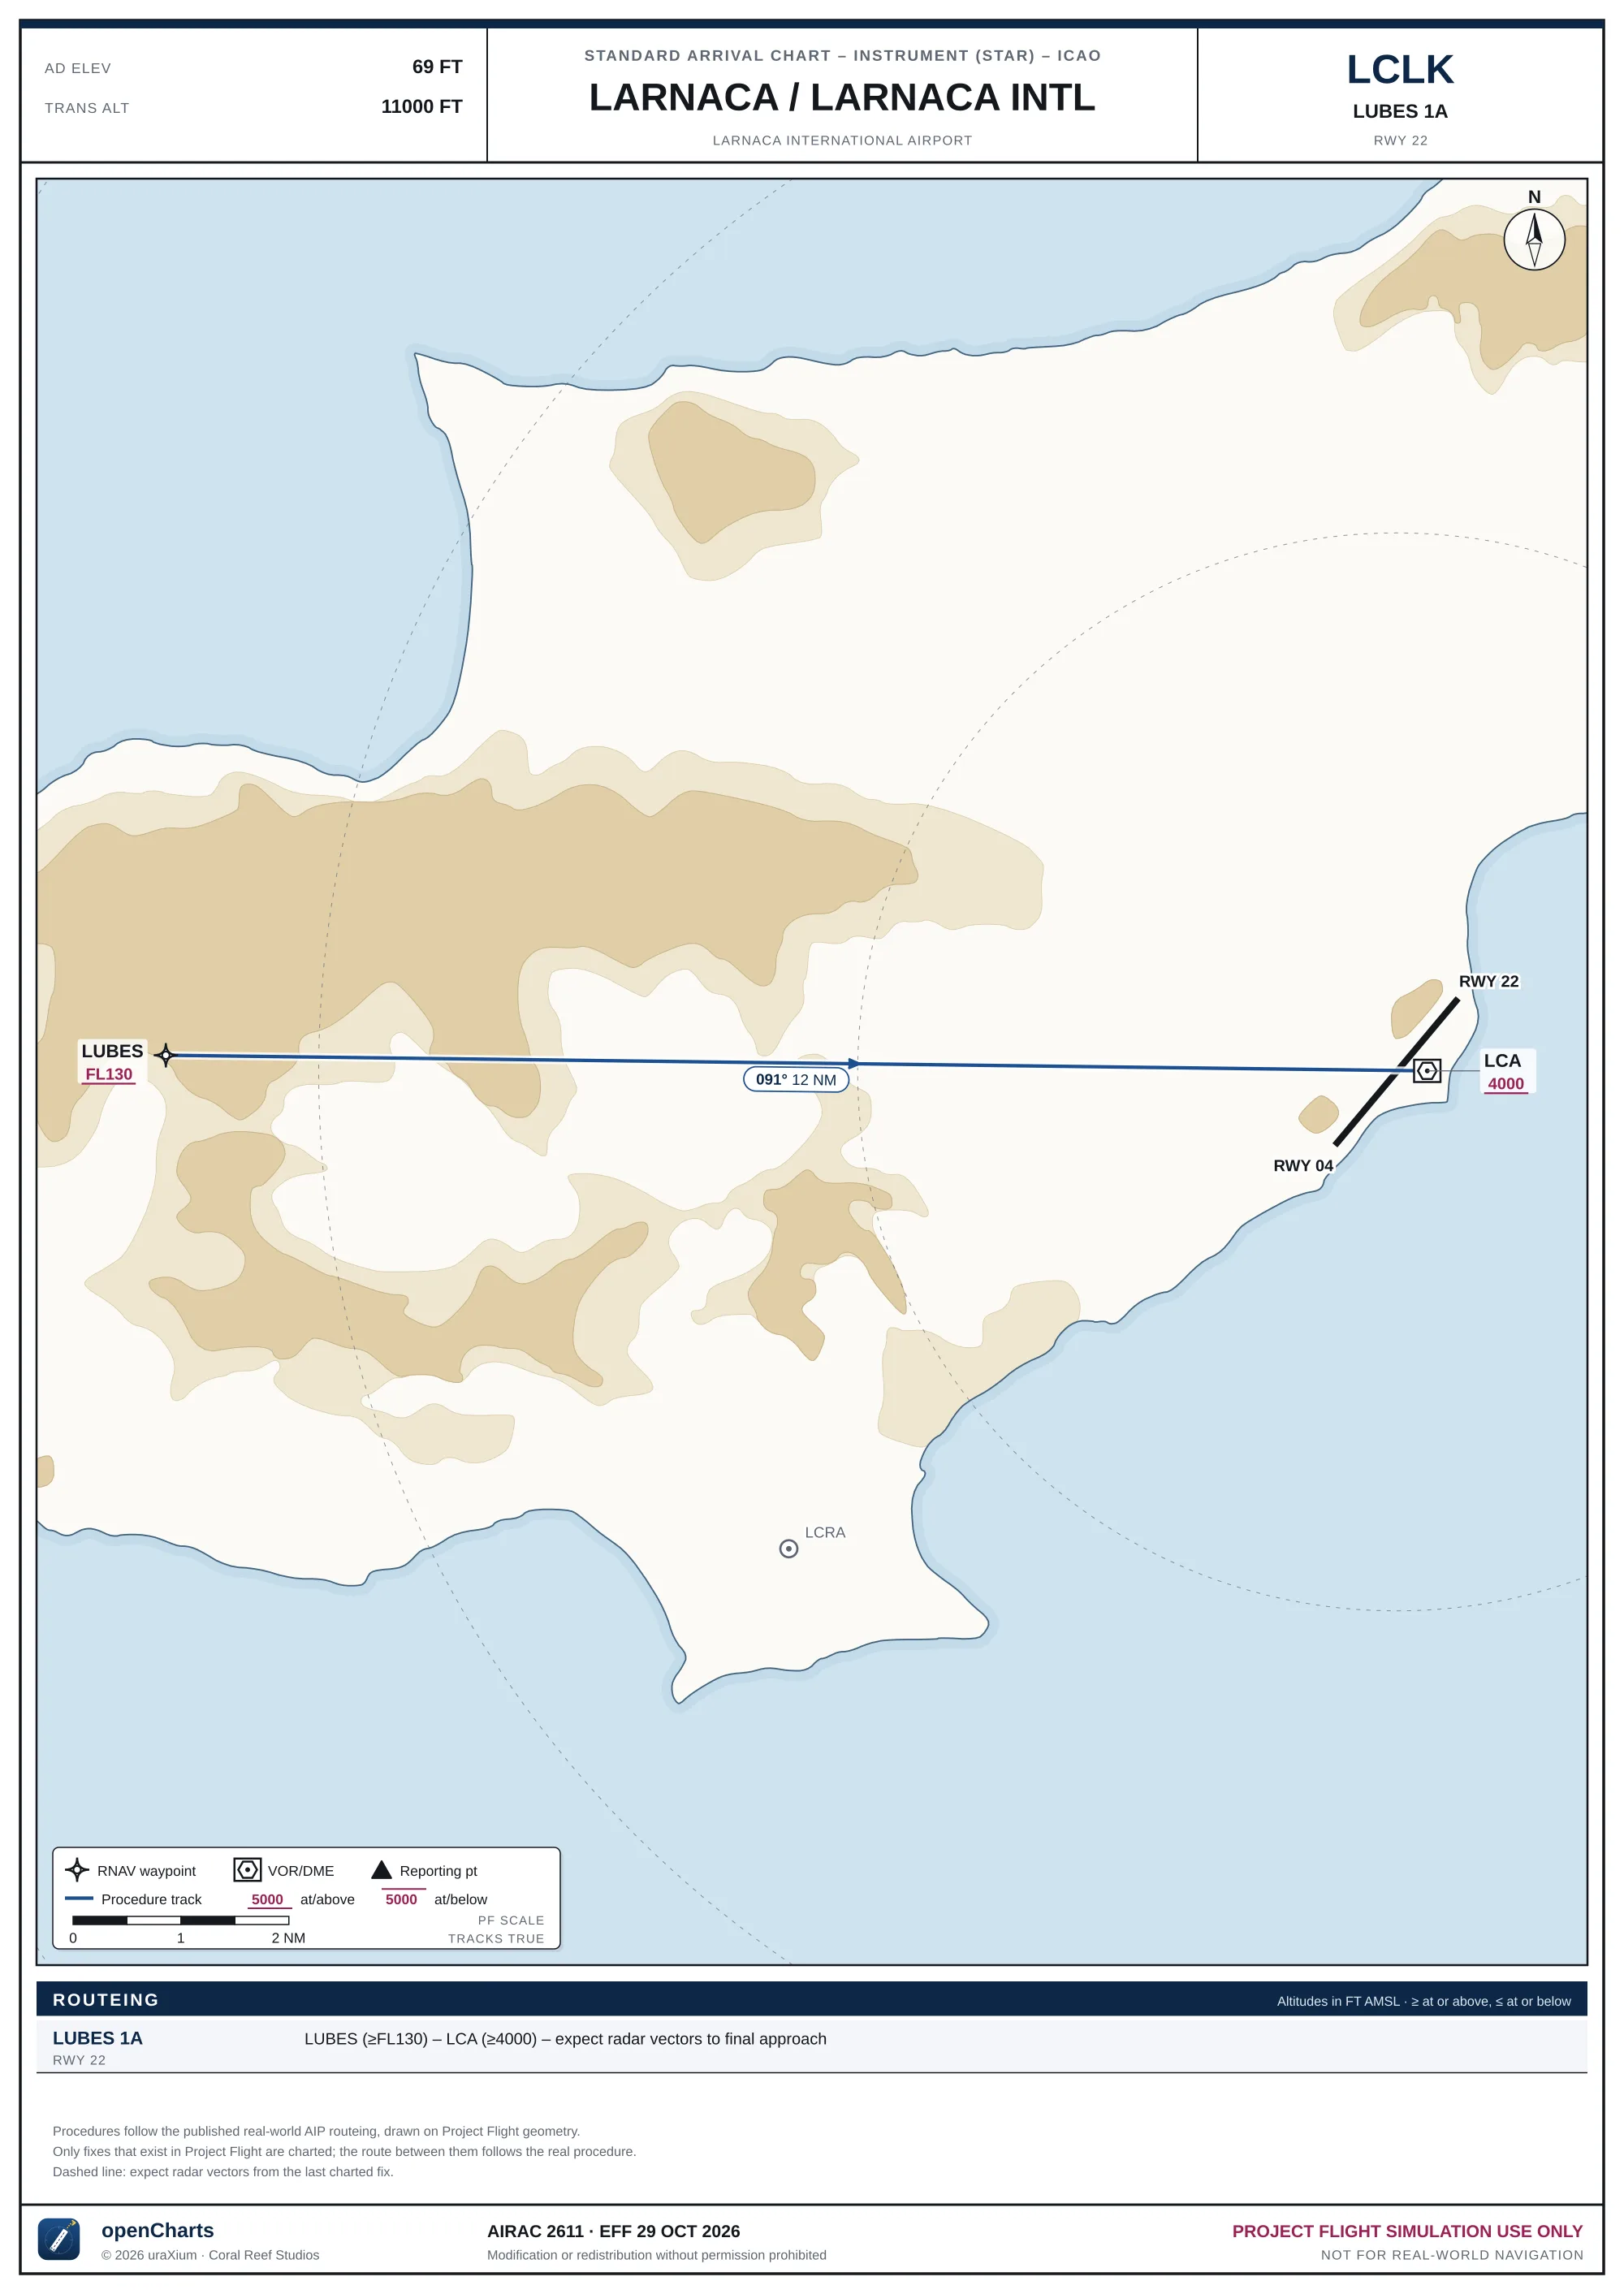 AD ELEV 69 FT
TRANS ALT 11000 FT
STANDARD ARRIVAL CHART – INSTRUMENT (STAR) – ICAO
LARNACA / LARNACA INTL
LARNACA INTERNATIONAL AIRPORT
LCLK
LUBES 1A
RWY 22
N
RWY 22
LUBES
FL130
091° 12 NM
LCA
4000
RWY 04
LCRA
RNAV waypoint VOR/DME Reporting pt
Procedure track 5000 at/above 5000 at/below
PF SCALE
0 1 2 NM TRACKS TRUE
ROUTEING Altitudes in FT AMSL · ≥ at or above, ≤ at or below
LUBES 1A LUBES (≥FL130) – LCA (≥4000) – expect radar vectors to final approach
RWY 22
Procedures follow the published real-world AIP routeing, drawn on Project Flight geometry.
Only fixes that exist in Project Flight are charted; the route between them follows the real procedure.
Dashed line: expect radar vectors from the last charted fix.
openCharts AIRAC 2611 · EFF 29 OCT 2026 PROJECT FLIGHT SIMULATION USE ONLY
© 2026 uraXium · Coral Reef Studios Modification or redistribution without permission prohibited NOT FOR REAL-WORLD NAVIGATION